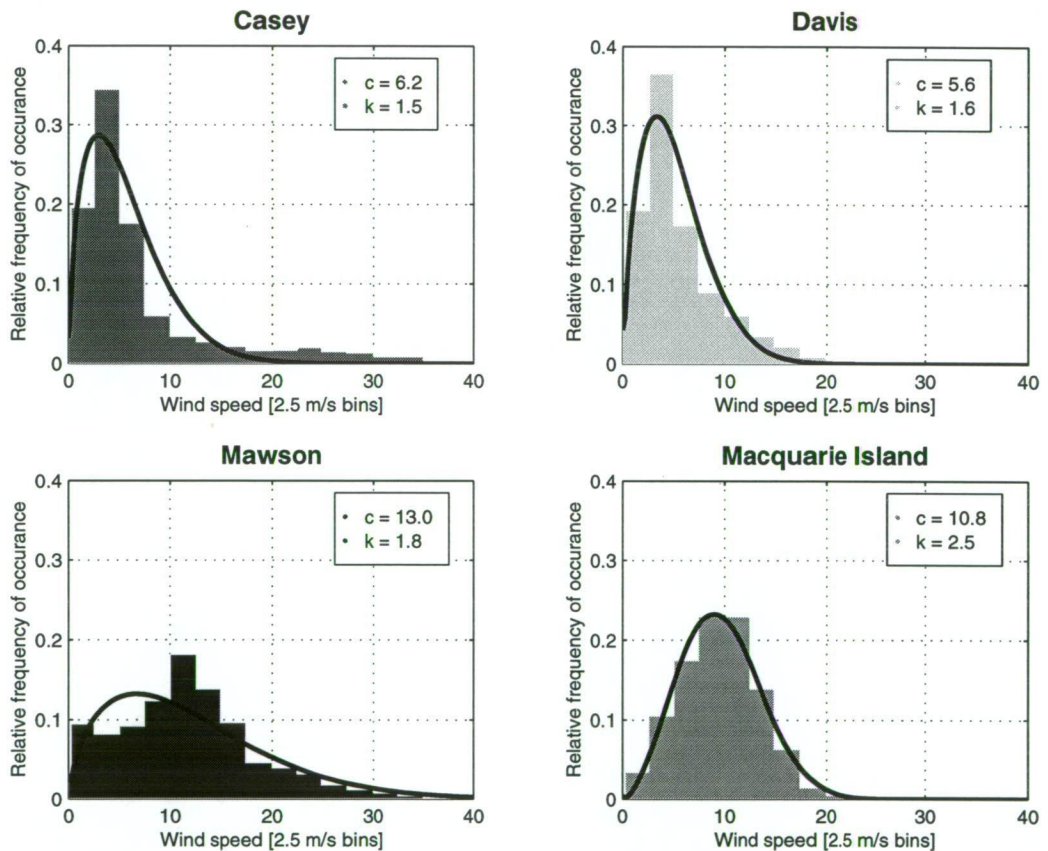 Casey
0.4
0.3
0.2
0.1
0
Relative frequency of occurance
c = 6.2
k = 1.5
0 10 20 30 40
Wind speed [2.5 m/s bins]
Davis
0.4
0.3
0.2
0.1
0
Relative frequency of occurance
c = 5.6
k = 1.6
0 10 20 30 40
Wind speed [2.5 m/s bins]
Mawson
0.4
0.3
0.2
0.1
0
Relative frequency of occurance
c = 13.0
k = 1.8
0 10 20 30 40
Wind speed [2.5 m/s bins]
Macquarie Island
0.4
0.3
0.2
0.1
0
Relative frequency of occurance
c = 10.8
k = 2.5
0 10 20 30 40
Wind speed [2.5 m/s bins]